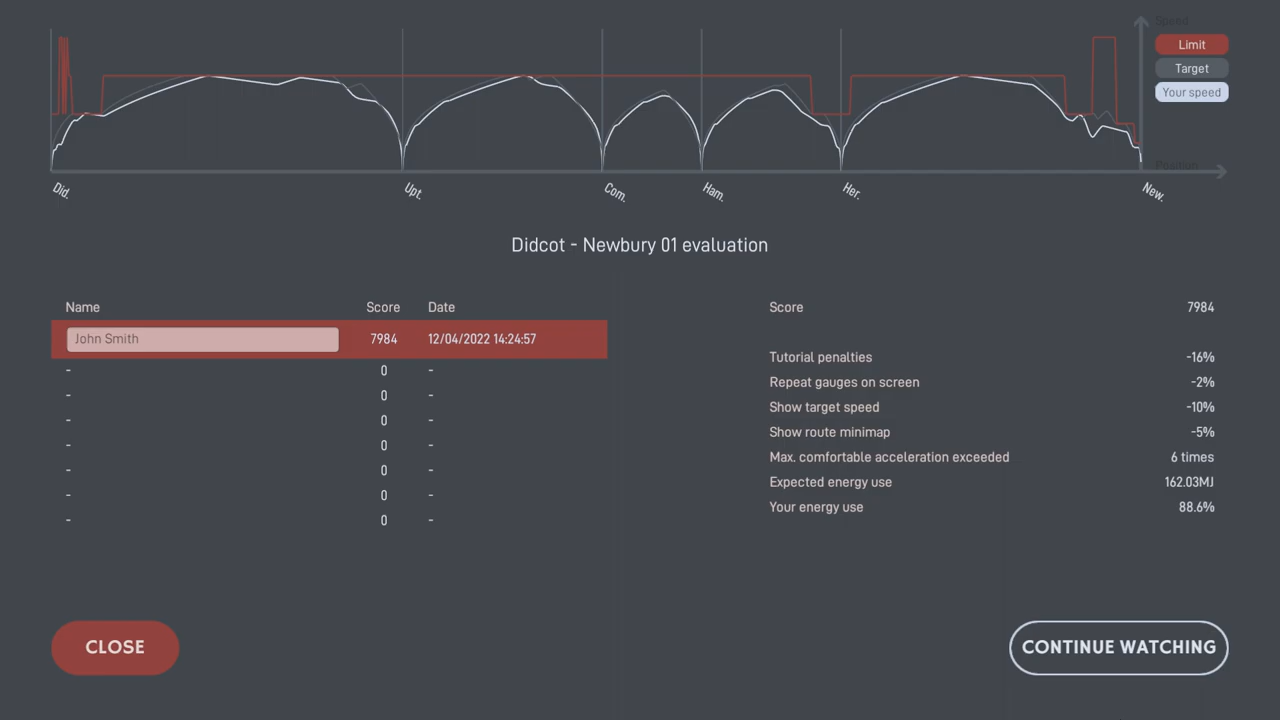 Speed
Limit
Target
Your speed
Position
Did.
Upt.
Com.
Ham.
Her.
New.
Didcot - Newbury 01 evaluation
Name Score Date
John Smith 7984 12/04/2022 14:24:57
- 0 -
- 0 -
- 0 -
- 0 -
- 0 -
- 0 -
- 0 -
Score 7984
Tutorial penalties -16%
Repeat gauges on screen -2%
Show target speed -10%
Show route minimap -5%
Max. comfortable acceleration exceeded 6 times
Expected energy use 162.03MJ
Your energy use 88.6%
CLOSE
CONTINUE WATCHING